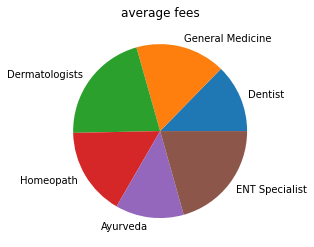 average fees
General Medicine
Dermatologists
Dentist
Homeopath
ENT Specialist
Ayurveda